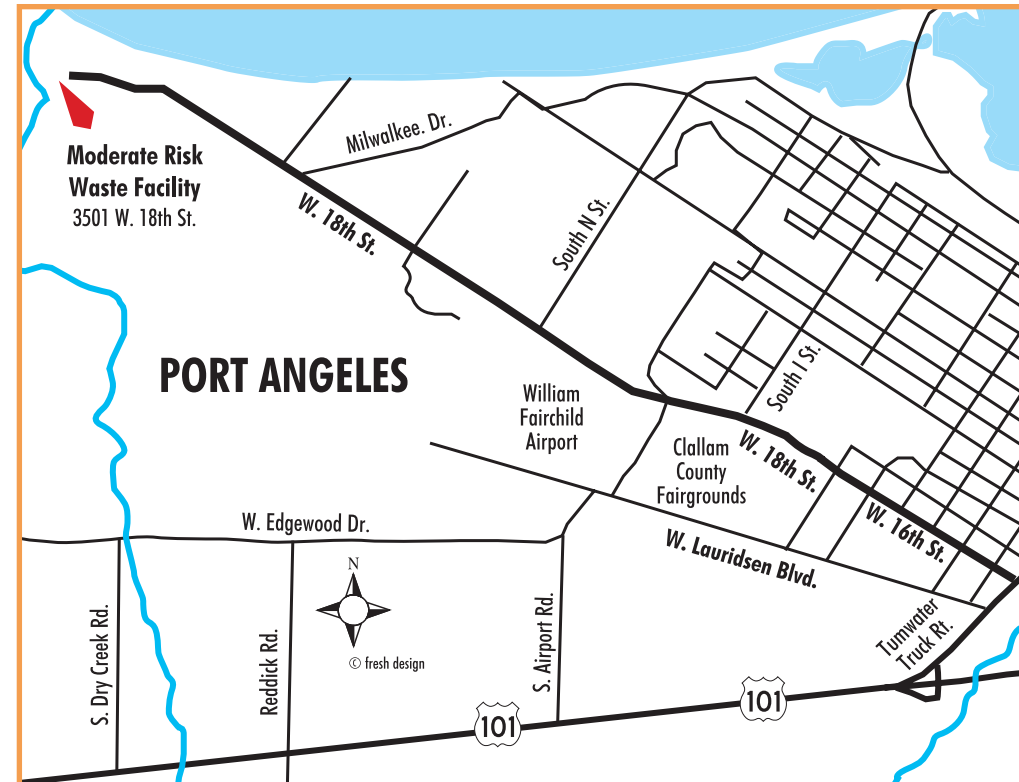 Milwalkee. Dr.
Moderate Risk
Waste Facility
3501 W. 18th St.
W. 18th St.
South N St.
PORT ANGELES
South I St.
William
Fairchild
Airport
Clallam
County
Fairgrounds
W. 18th St.
W. 16th St.
W. Edgewood Dr.
W. Lauridsen Blvd.
N
© fresh design
S. Dry Creek Rd.
Reddick Rd.
S. Airport Rd.
Tumwater
Truck Rt.
101
101